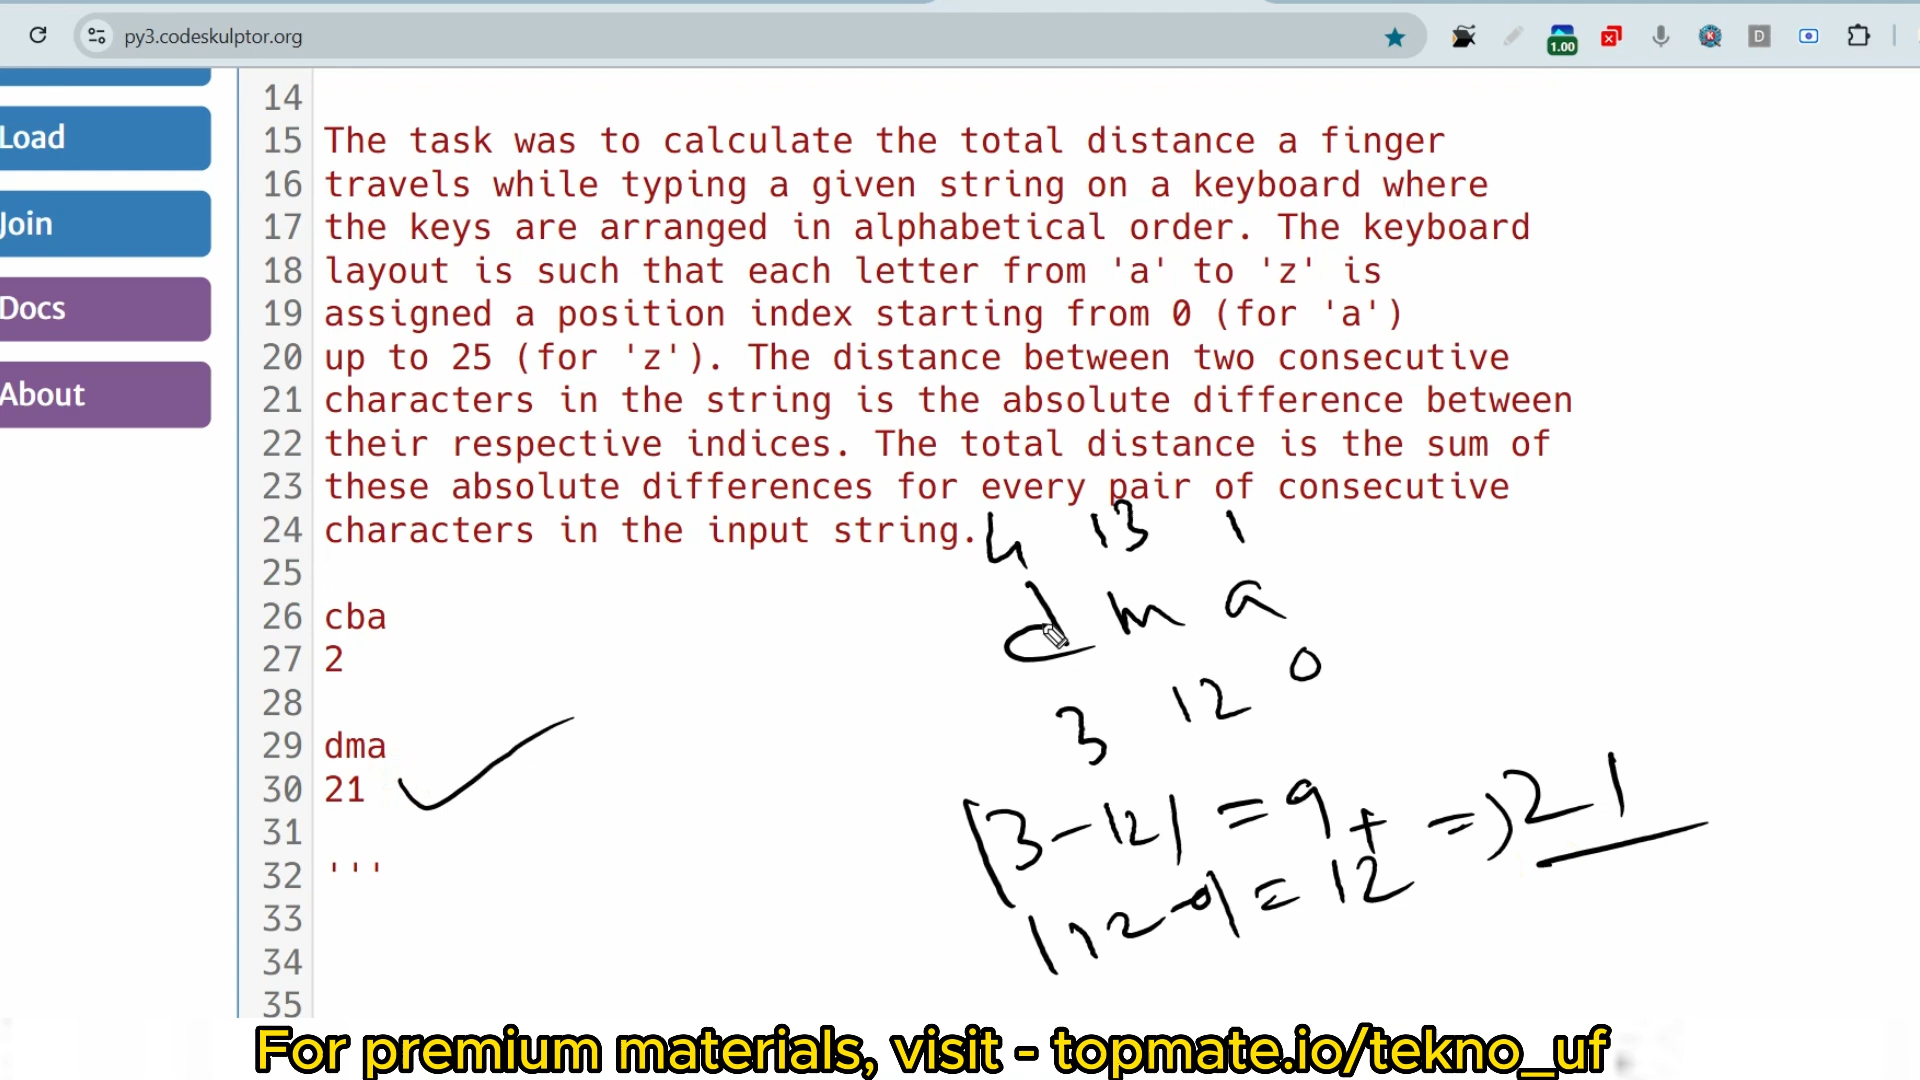 py3.codeskulptor.org
1.00
D
Load
Join
Docs
About
14
15 The task was to calculate the total distance a finger
16 travels while typing a given string on a keyboard where
17 the keys are arranged in alphabetical order. The keyboard
18 layout is such that each letter from 'a' to 'z' is
19 assigned a position index starting from 0 (for 'a')
20 up to 25 (for 'z'). The distance between two consecutive
21 characters in the string is the absolute difference between
22 their respective indices. The total distance is the sum of
23 these absolute differences for every pair of consecutive
24 characters in the input string.
4 13 1
25
d m a
26 cba
27 2
3 12 0
28
29 dma
30 21
|3-12| = 9 + => 21
31
32 '''
|12-0| = 12
33
34
35
For premium materials, visit - topmate.io/tekno_uf